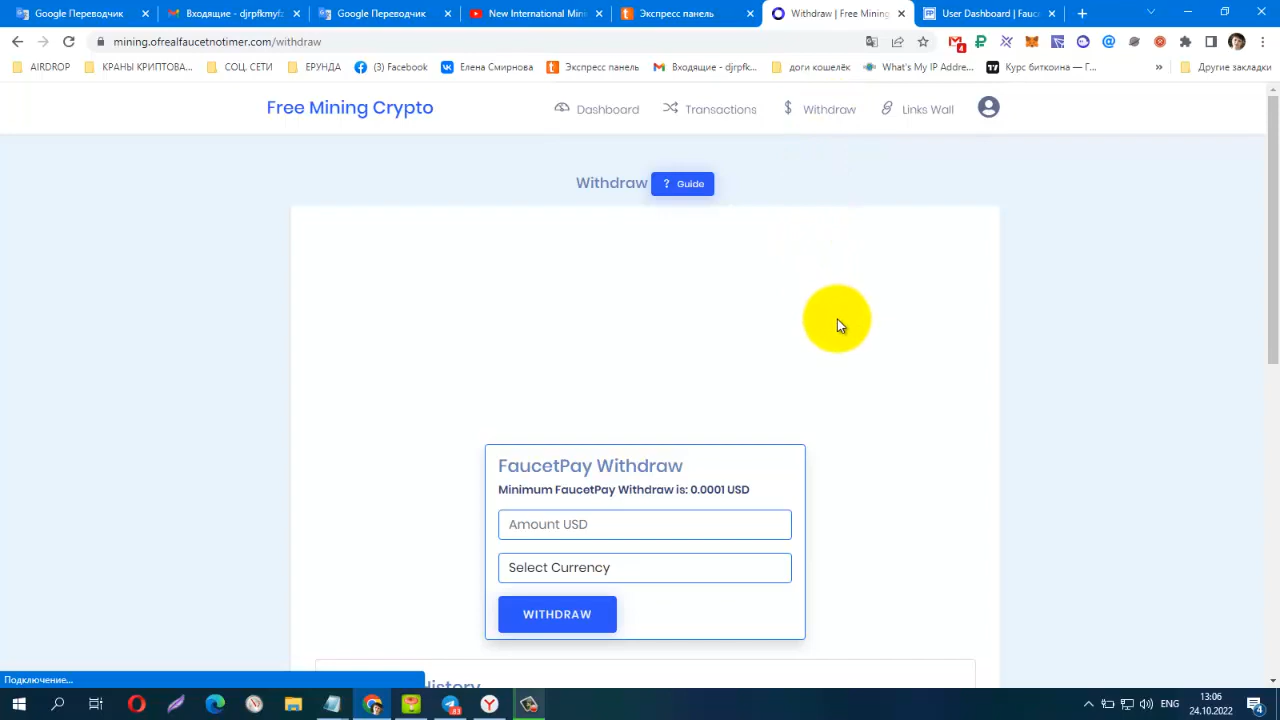 Google Переводчик
Входящие - djrpfkmyf
Google Переводчик
New International Mini
Экспресс панель
Withdraw | Free Mining
User Dashboard | Fauc
mining.ofrealfaucetnotimer.com/withdraw
AIRDROP
КРАНЫ КРИПТОВА...
СОЦ. СЕТИ
ЕРУНДА
(3) Facebook
Елена Смирнова
Экспресс панель
Входящие - djrpfk...
доги кошелёк
What's My IP Addre...
Курс биткоина — Г...
»
Другие закладки
Free Mining Crypto
Dashboard
Transactions
Withdraw
Links Wall
Withdraw
? Guide
FaucetPay Withdraw
Minimum FaucetPay Withdraw is: 0.0001 USD
Amount USD
Select Currency
WITHDRAW
History
Подключение...
ENG
13:06
24.10.2022